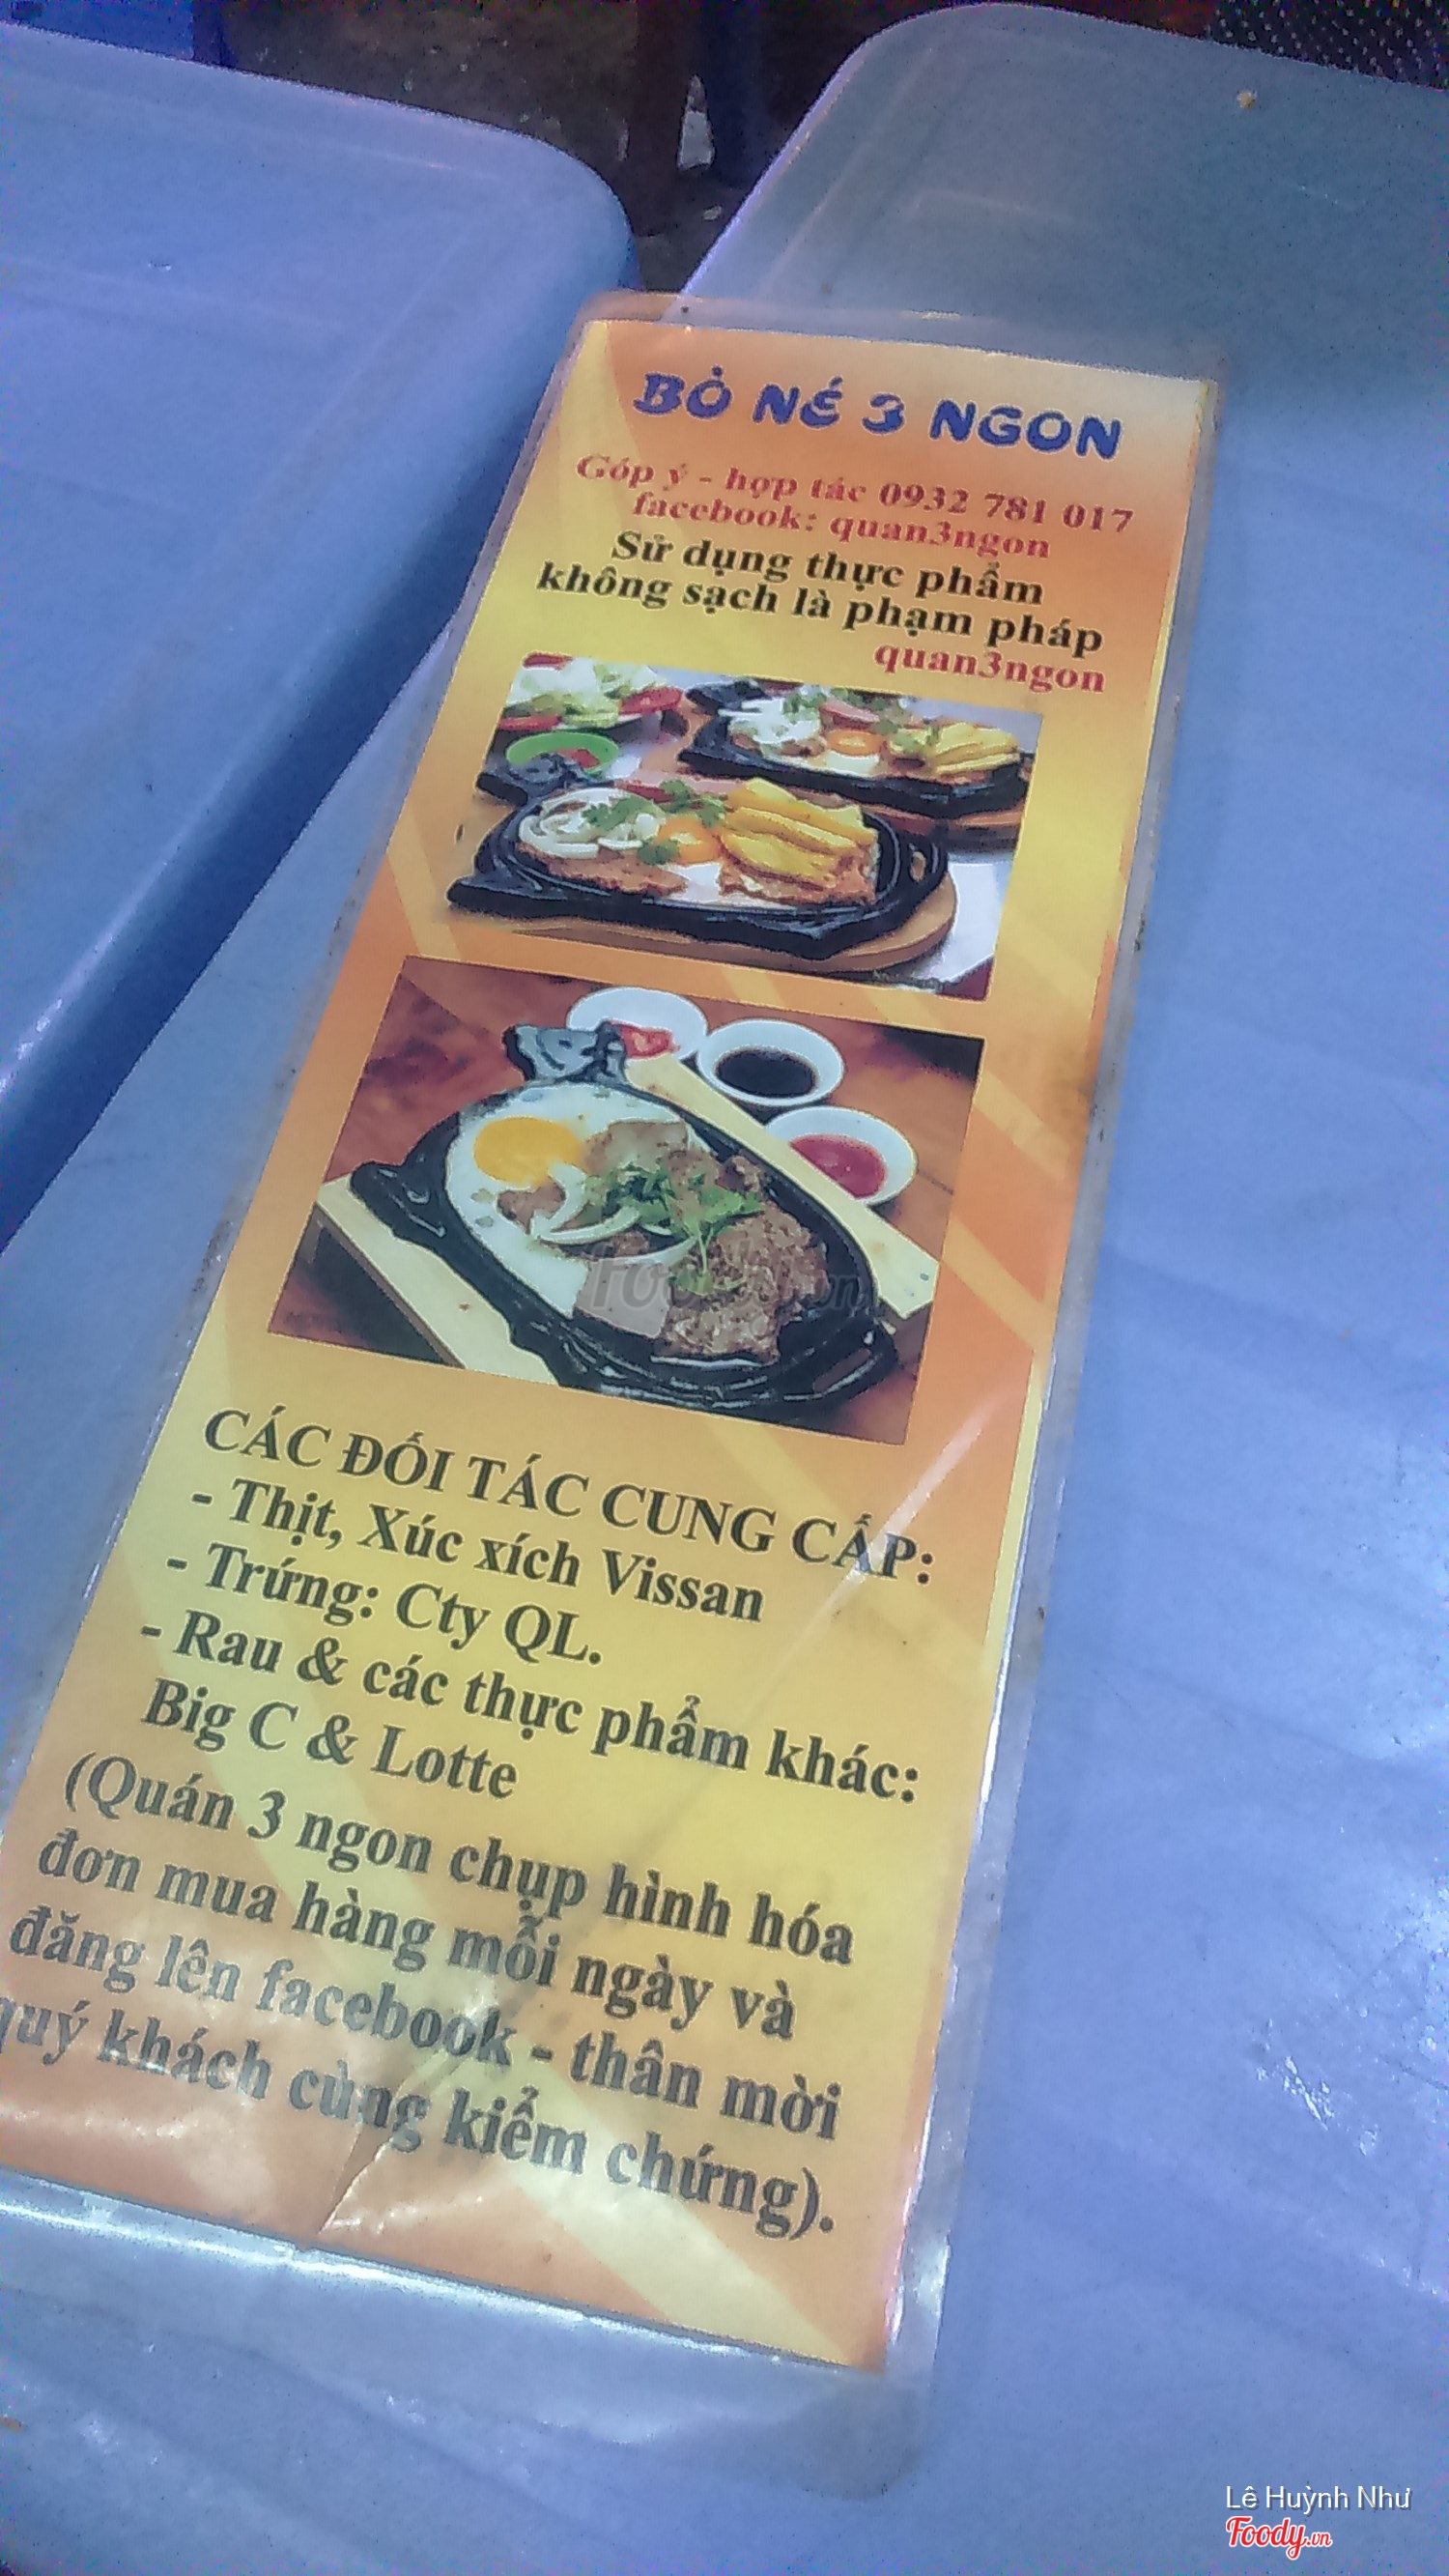 BÒ NÉ 3 NGON
Góp ý - hợp tác 0932 781 017
facebook: quan3ngon
Sử dụng thực phẩm
không sạch là phạm pháp
quan3ngon
CÁC ĐỐI TÁC CUNG CẤP:
- Thịt, Xúc xích Vissan
- Trứng: Cty QL.
- Rau & các thực phẩm khác:
Big C & Lotte
(Quán 3 ngon chụp hình hóa
đơn mua hàng mỗi ngày và
đăng lên facebook - thân mời
quý khách cùng kiểm chứng).
Lê Huỳnh Như
Foody.vn